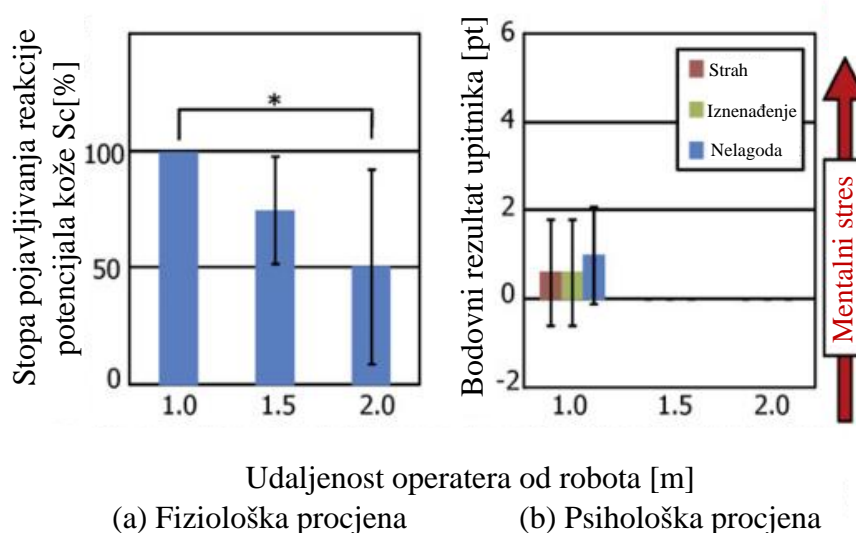 Stopa pojavljivanja reakcije
potencijala kože Sc[%]
100
50
0
*
1.0 1.5 2.0
Bodovni rezultat upitnika [pt]
6
4
2
0
-2
Strah
Iznenađenje
Nelagoda
1.0 1.5 2.0
Mentalni stres
Udaljenost operatera od robota [m]
(a) Fiziološka procjena (b) Psihološka procjena